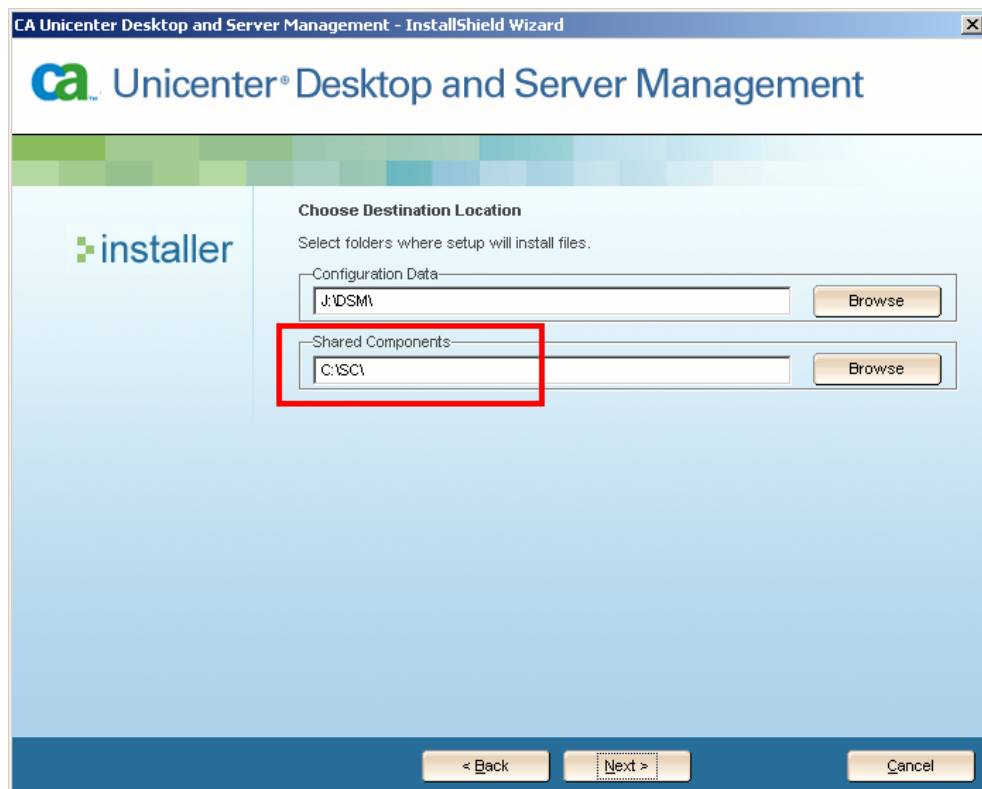 CA Unicenter Desktop and Server Management - InstallShield Wizard
ca™ Unicenter® Desktop and Server Management
installer
Choose Destination Location
Select folders where setup will install files.
Configuration Data
J:\DSM\
Browse
Shared Components
C:\SC\
Browse
< Back
Next >
Cancel